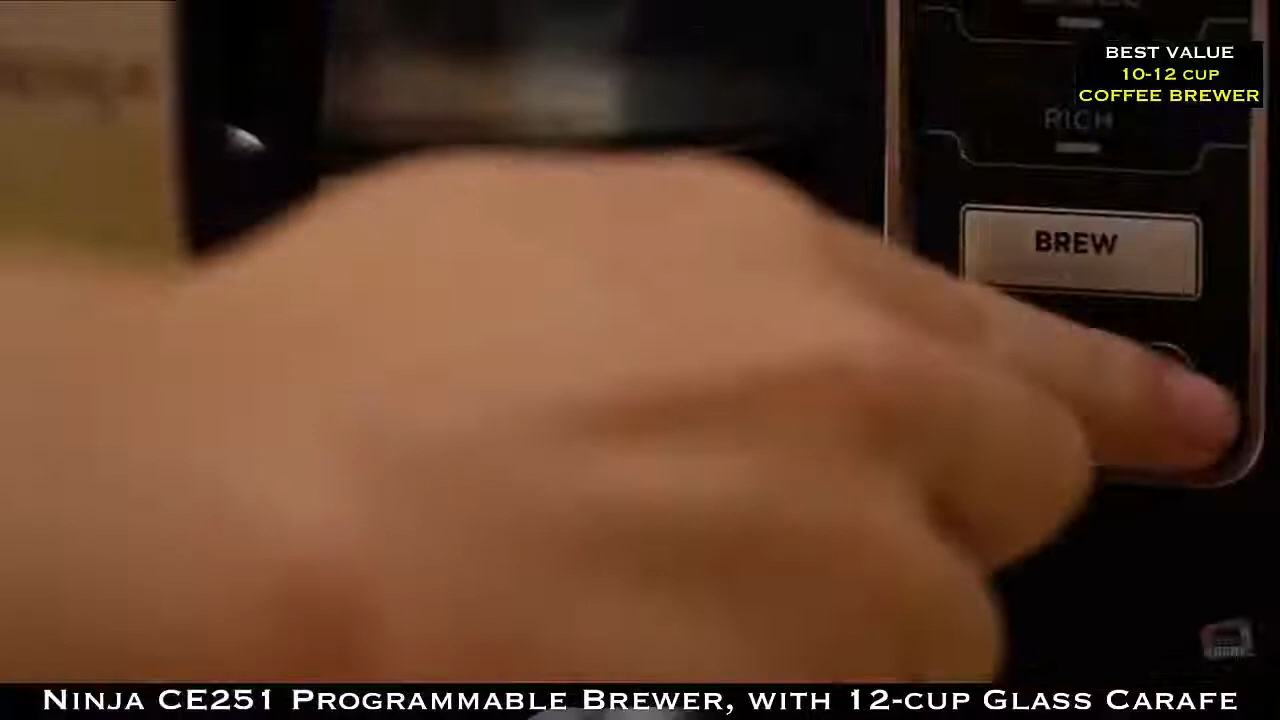 BEST VALUE
10-12 CUP
COFFEE BREWER
RICH
BREW
NINJA CE251 PROGRAMMABLE BREWER, WITH 12-CUP GLASS CARAFE